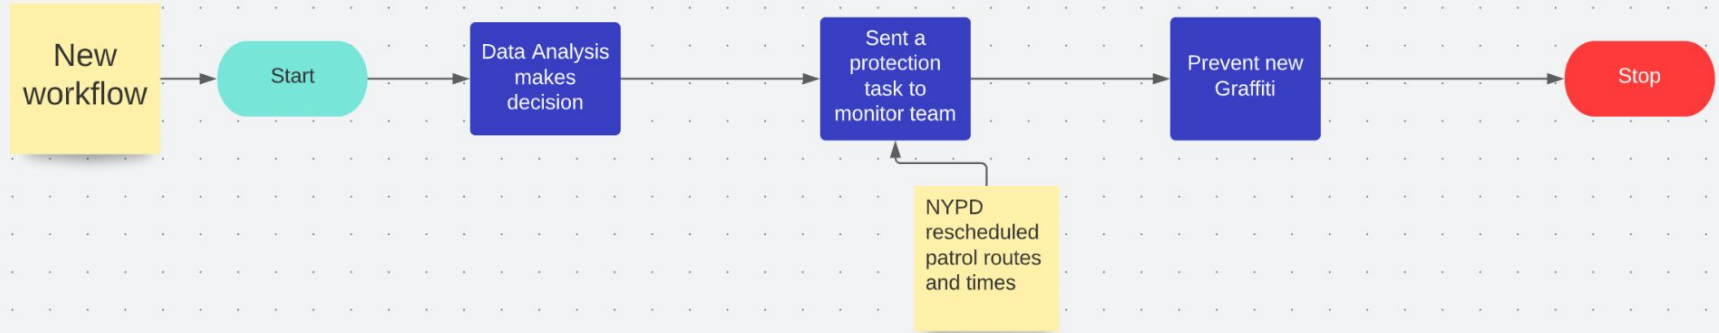 New
workflow
Start
Data Analysis
makes
decision
Sent a
protection
task to
monitor team
Prevent new
Graffiti
Stop
NYPD
rescheduled
patrol routes
and times